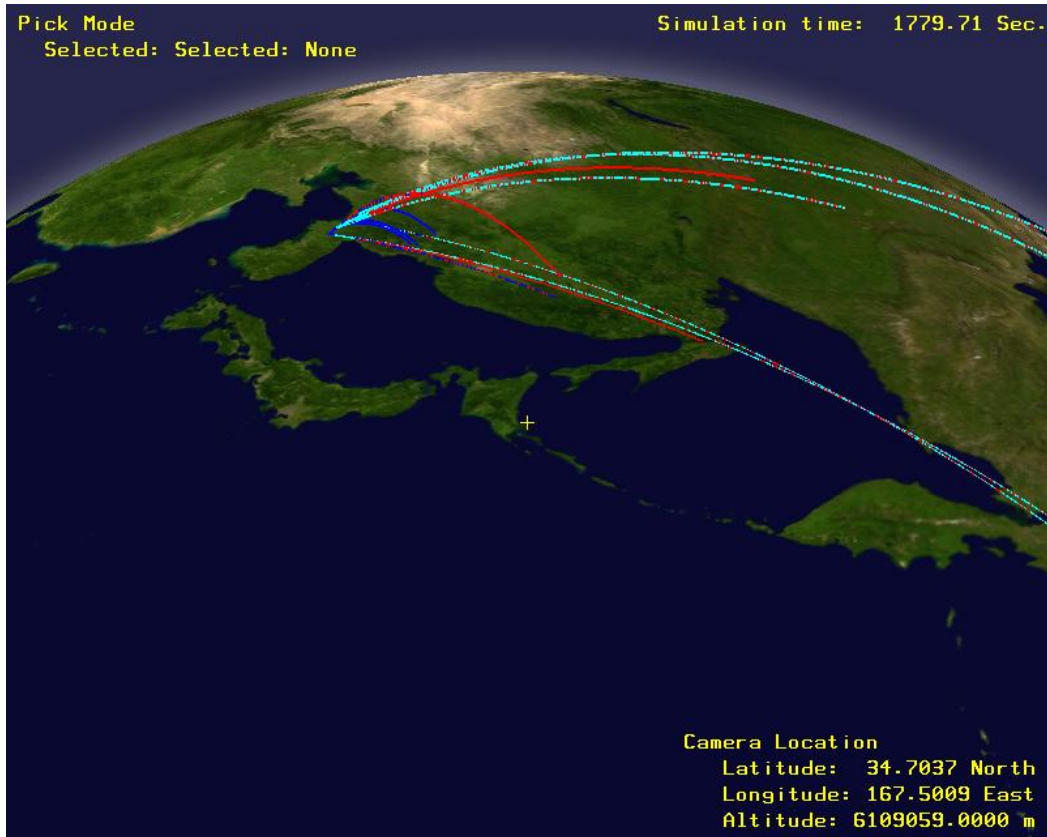 Pick Mode
Selected: Selected: None
Simulation time: 1779.71 Sec.
Camera Location
Latitude: 34.7037 North
Longitude: 167.5009 East
Altitude: 6109059.0000 m